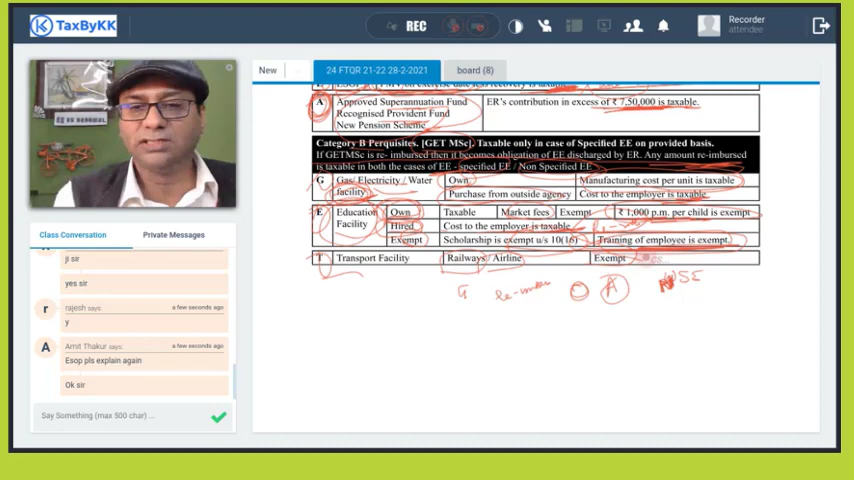 TaxByKK
REC
Recorder
attendee
New
24 FTOR 21-22 28-2-2021
board (8)
A Approved Superannuation Fund
Recognised Provident Fund
New Pension Scheme
ER's contribution in excess of ₹ 7,50,000 is taxable.
Category B Perquisites. [GET MSc]. Taxable only in case of Specified EE on provided basis.
If GETMSc is re- imbursed then it becomes obligation of EE discharged by ER. Any amount re-imbursed
is taxable in both the cases of EE - specified EE / Non Specified EE
G Gas/ Electricity / Water
facility
Own Manufacturing cost per unit is taxable
Purchase from outside agency Cost to the employer is taxable
E Education
Facility
Own Taxable Market fees Exempt ₹ 1,000 p.m. per child is exempt
Hired Cost to the employer is taxable
Exempt Scholarship is exempt u/s 10(16) Training of employee is exempt.
T Transport Facility Railways / Airline Exempt
A
SE
Class Conversation
Private Messages
ji sir
yes sir
r
rajesh says: a few seconds ago
y
A
Amit Thakur says: a few seconds ago
Esop pls explain again
Ok sir
Say Something (max 500 char) ...